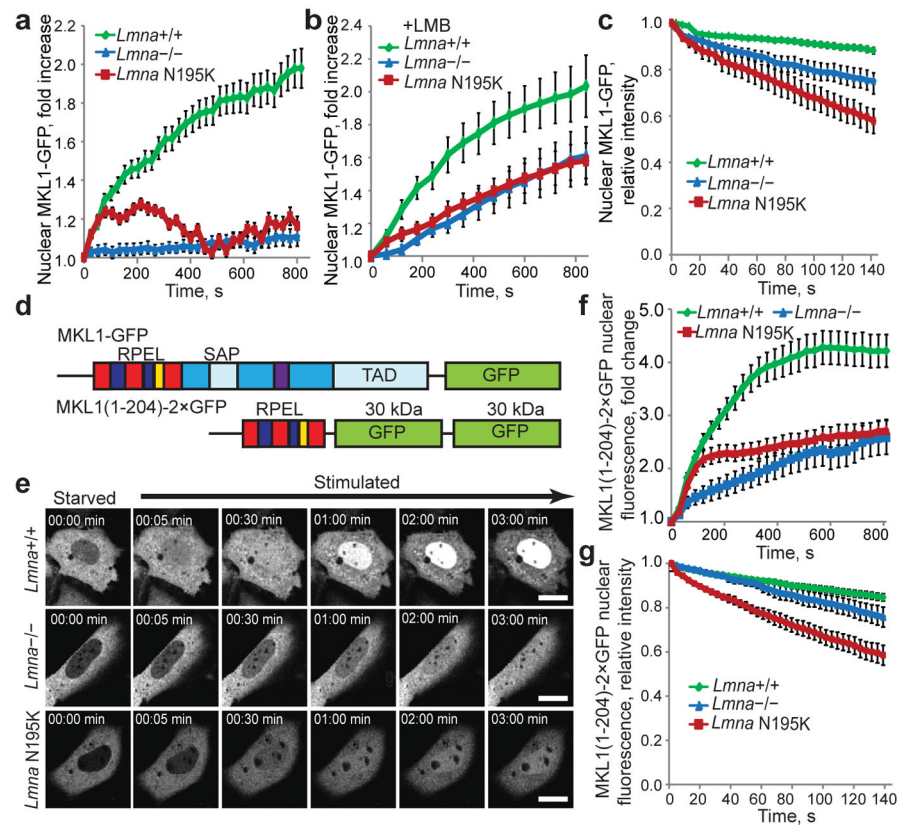 a
Nuclear MKL1-GFP, fold increase
Lmna+/+
Lmna−/−
Lmna N195K
2.2
2.0
1.8
1.6
1.4
1.2
1.0
0 200 400 600 800
Time, s
b
Nuclear MKL1-GFP, fold increase
+LMB
Lmna+/+
Lmna−/−
Lmna N195K
2.2
2.0
1.8
1.6
1.4
1.2
1.0
0 200 400 600 800
Time, s
c
Nuclear MKL1-GFP,
relative intensity
1.0
0.8
0.6
0.4
0.2
0.0
Lmna+/+
Lmna−/−
Lmna N195K
0 20 40 60 80 100 120 140
Time, s
d
MKL1-GFP
RPEL SAP
TAD GFP
MKL1(1-204)-2×GFP
RPEL 30 kDa 30 kDa
GFP GFP
e
Starved Stimulated
Lmna+/+
00:00 min 00:05 min 00:30 min 01:00 min 02:00 min 03:00 min
Lmna−/−
00:00 min 00:05 min 00:30 min 01:00 min 02:00 min 03:00 min
Lmna N195K
00:00 min 00:05 min 00:30 min 01:00 min 02:00 min 03:00 min
f
MKL1(1-204)-2×GFP nuclear
fluorescence, fold change
Lmna+/+ Lmna−/−
Lmna N195K
5.0
4.0
3.0
2.0
1.0
0 200 400 600 800
Time, s
g
MKL1(1-204)-2×GFP nuclear
fluorescence, relative intensity
1.0
0.8
0.6
0.4
0.2
0.0
Lmna+/+
Lmna−/−
Lmna N195K
0 20 40 60 80 100 120 140
Time, s